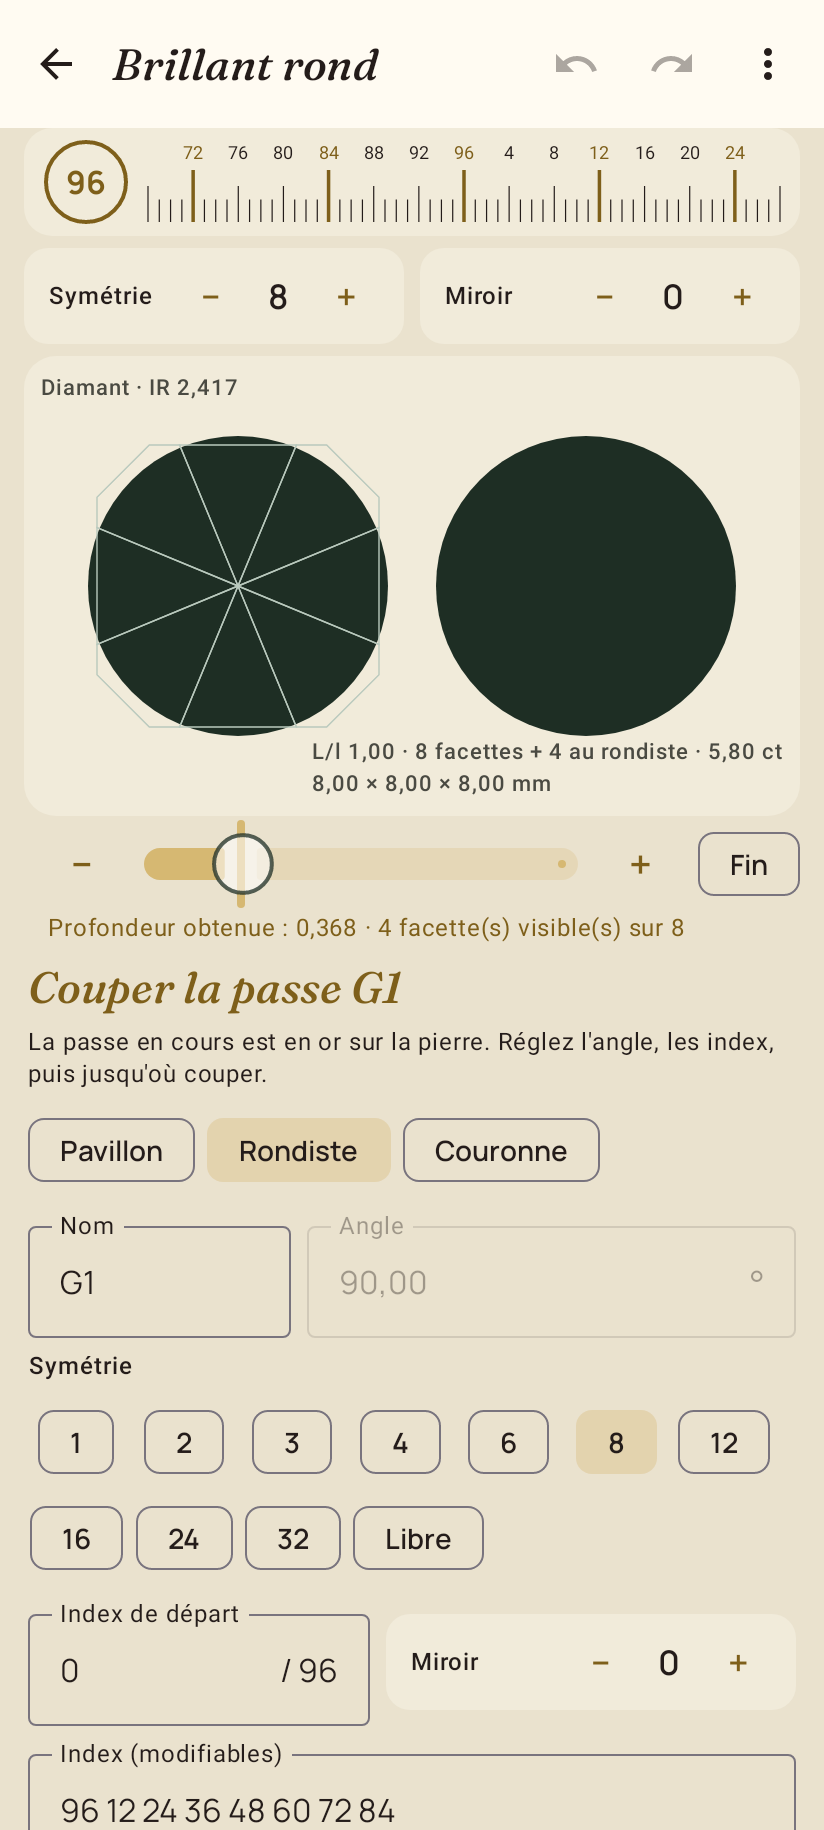 Brillant rond
96
72 76 80 84 88 92 96 4 8 12 16 20 24
Symétrie − 8 +
Miroir − 0 +
Diamant · IR 2,417
L/l 1,00 · 8 facettes + 4 au rondiste · 5,80 ct
8,00 × 8,00 × 8,00 mm
− + Fin
Profondeur obtenue : 0,368 · 4 facette(s) visible(s) sur 8
Couper la passe G1
La passe en cours est en or sur la pierre. Réglez l'angle, les index,
puis jusqu'où couper.
Pavillon Rondiste Couronne
Nom Angle
G1 90,00 °
Symétrie
1 2 3 4 6 8 12
16 24 32 Libre
Index de départ
0 / 96
Miroir − 0 +
Index (modifiables)
96 12 24 36 48 60 72 84